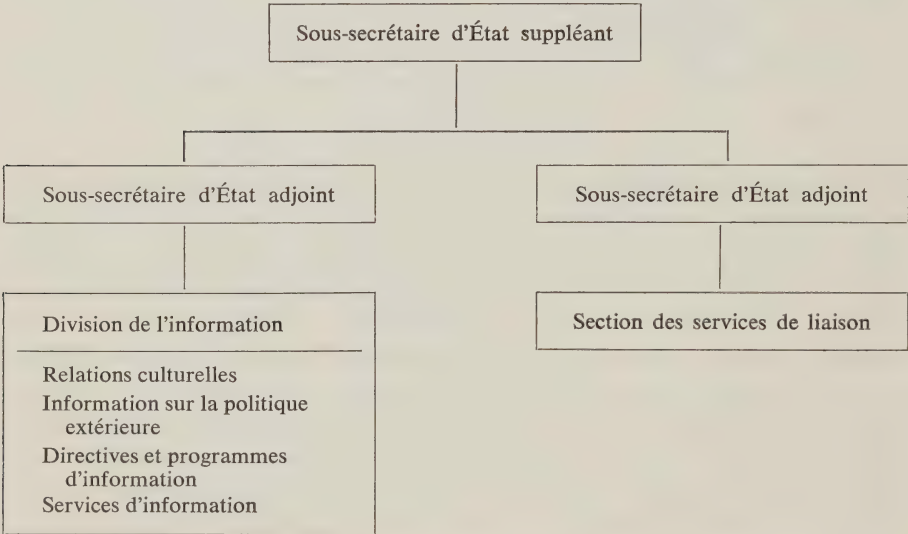 Sous-secrétaire d'État suppléant
Sous-secrétaire d'État adjoint
Sous-secrétaire d'État adjoint
Division de l'information
Relations culturelles
Information sur la politique
extérieure
Directives et programmes
d'information
Services d'information
Section des services de liaison